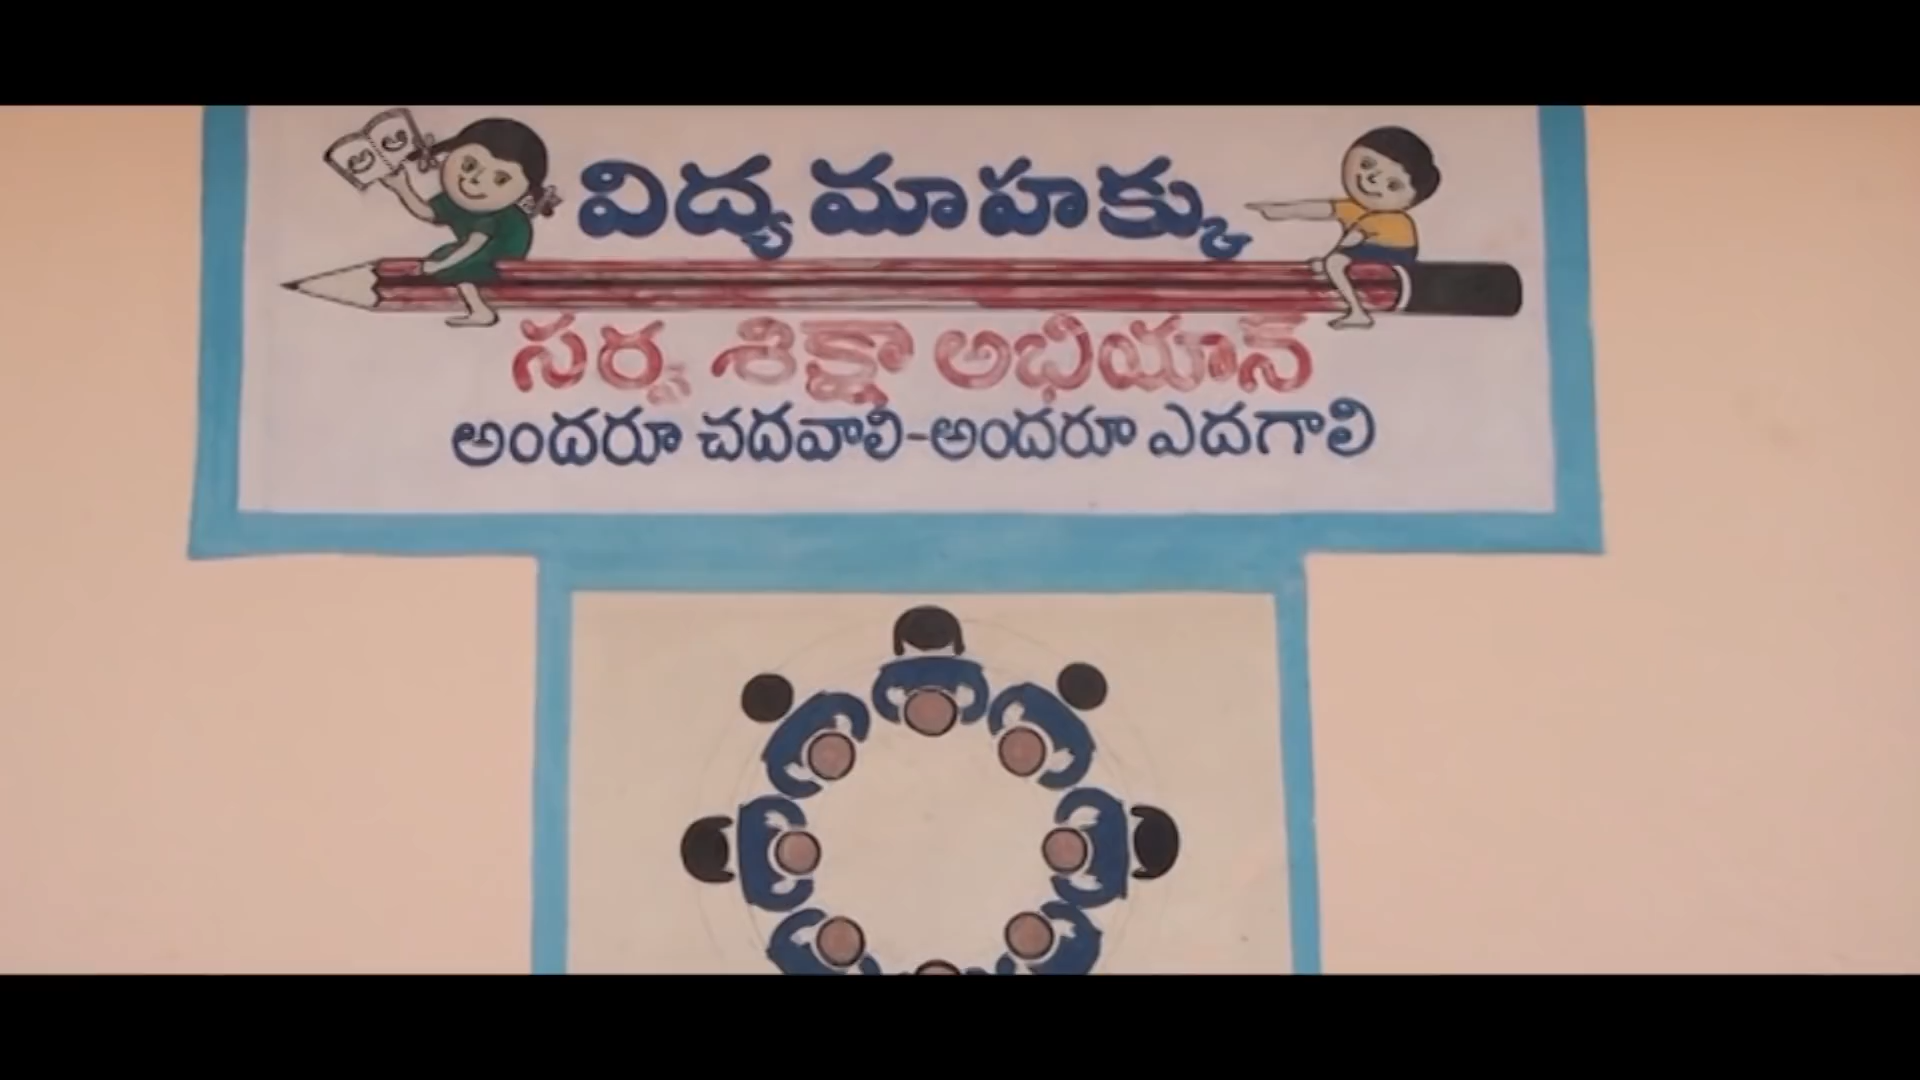 అ ఆ
విద్య మా హక్కు
సర్వ శిక్షా అభియాన్
అందరూ చదవాలి-అందరూ ఎదగాలి